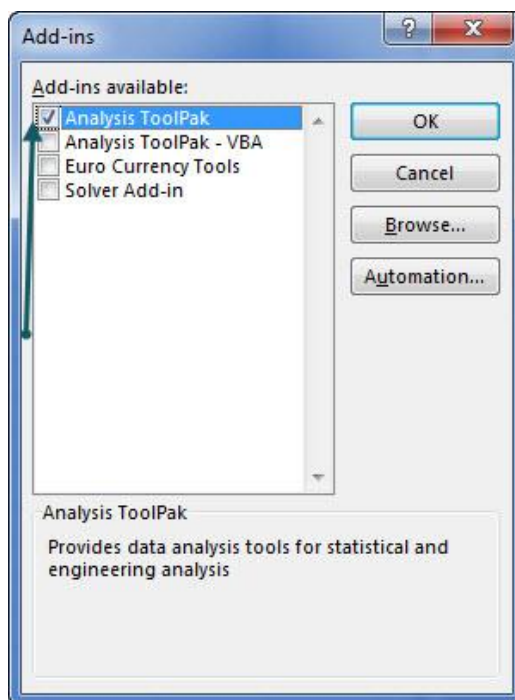 Add-ins
?
X
Add-ins available:
Analysis ToolPak
Analysis ToolPak - VBA
Euro Currency Tools
Solver Add-in
OK
Cancel
Browse...
Automation...
Analysis ToolPak
Provides data analysis tools for statistical and
engineering analysis